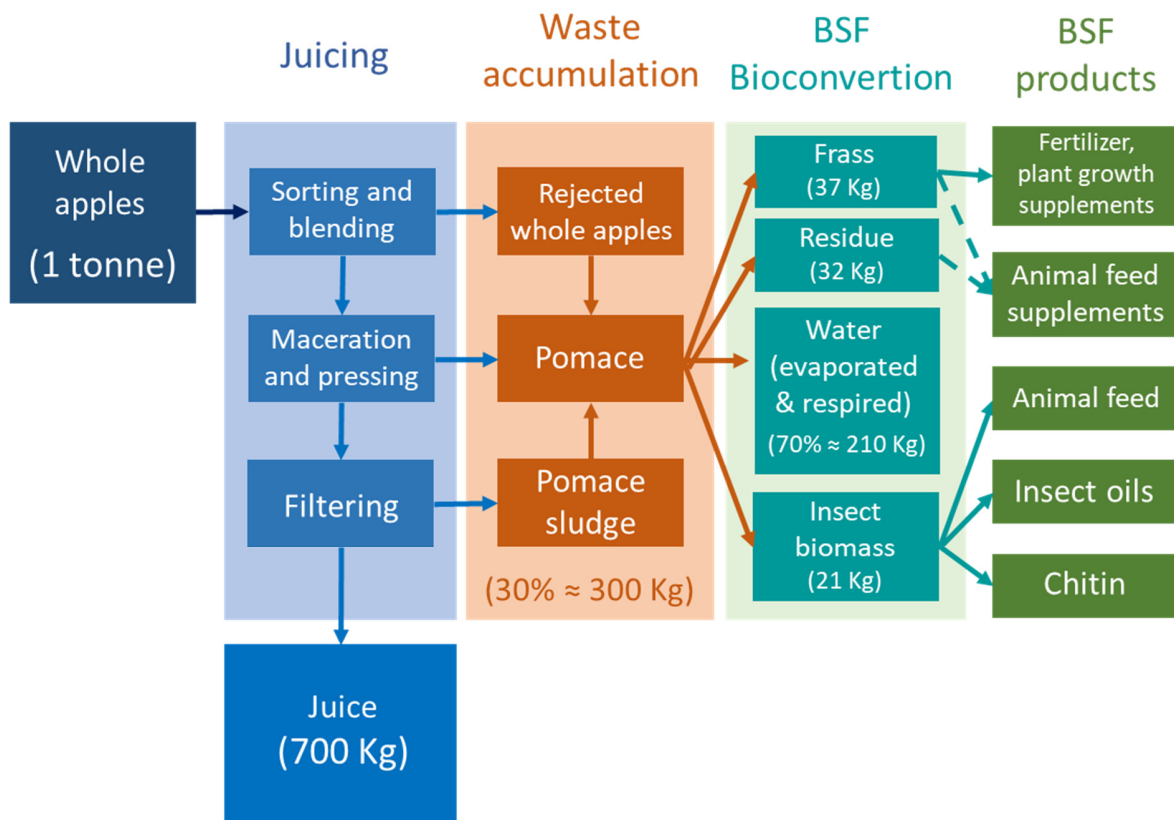 Juicing
Waste
accumulation
BSF
Bioconvertion
BSF
products
Whole
apples
(1 tonne)
Sorting and
blending
Maceration
and pressing
Filtering
Juice
(700 Kg)
Rejected
whole apples
Pomace
Pomace
sludge
(30% ≈ 300 Kg)
Frass
(37 Kg)
Residue
(32 Kg)
Water
(evaporated
& respired)
(70% ≈ 210 Kg)
Insect
biomass
(21 Kg)
Fertilizer,
plant growth
supplements
Animal feed
supplements
Animal feed
Insect oils
Chitin